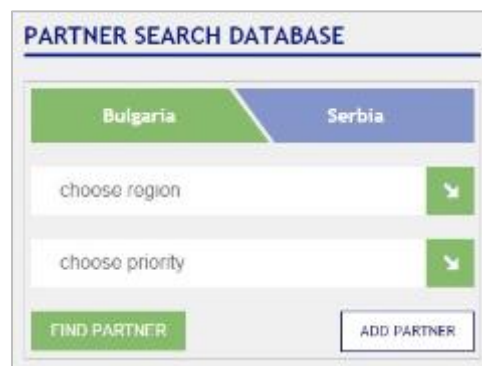 PARTNER SEARCH DATABASE
Bulgaria Serbia
choose region
choose priority
FIND PARTNER ADD PARTNER